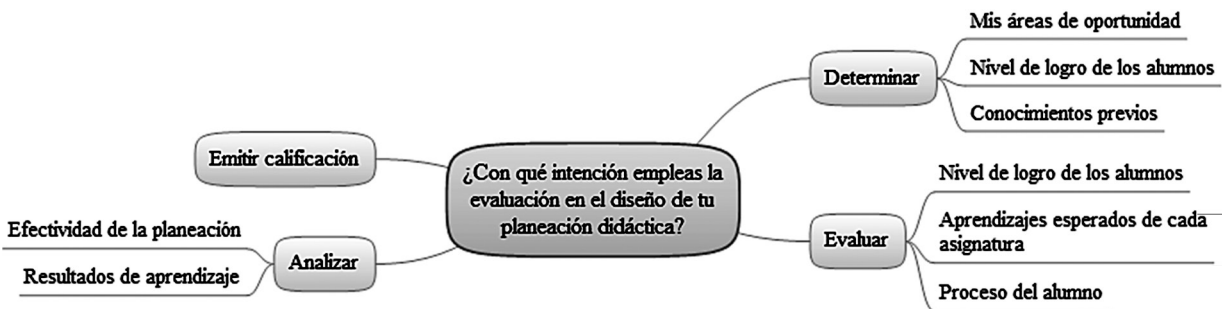 ¿Con qué intención empleas la
evaluación en el diseño de tu
planeación didáctica?
Determinar
Mis áreas de oportunidad
Nivel de logro de los alumnos
Conocimientos previos
Evaluar
Nivel de logro de los alumnos
Aprendizajes esperados de cada
asignatura
Proceso del alumno
Emitir calificación
Analizar
Efectividad de la planeación
Resultados de aprendizaje